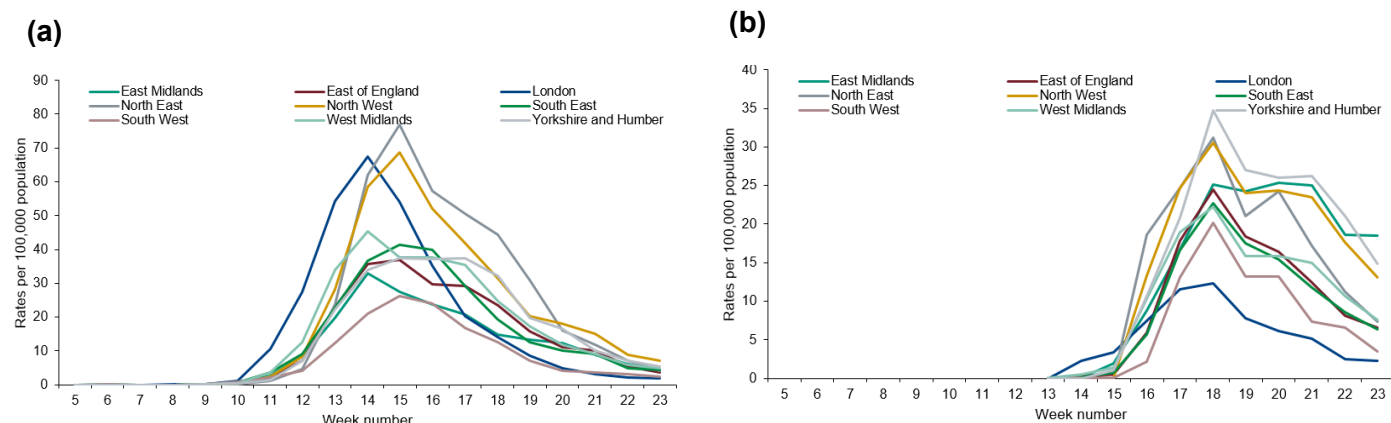 (a)
Rates per 100,000 population
90
80
70
60
50
40
30
20
10
0
East Midlands East of England London
North East North West South East
South West West Midlands Yorkshire and Humber
5 6 7 8 9 10 11 12 13 14 15 16 17 18 19 20 21 22 23
Week number
(b)
Rates per 100,000 population
40
35
30
25
20
15
10
5
0
East Midlands East of England London
North East North West South East
South West West Midlands Yorkshire and Humber
5 6 7 8 9 10 11 12 13 14 15 16 17 18 19 20 21 22 23
Week number